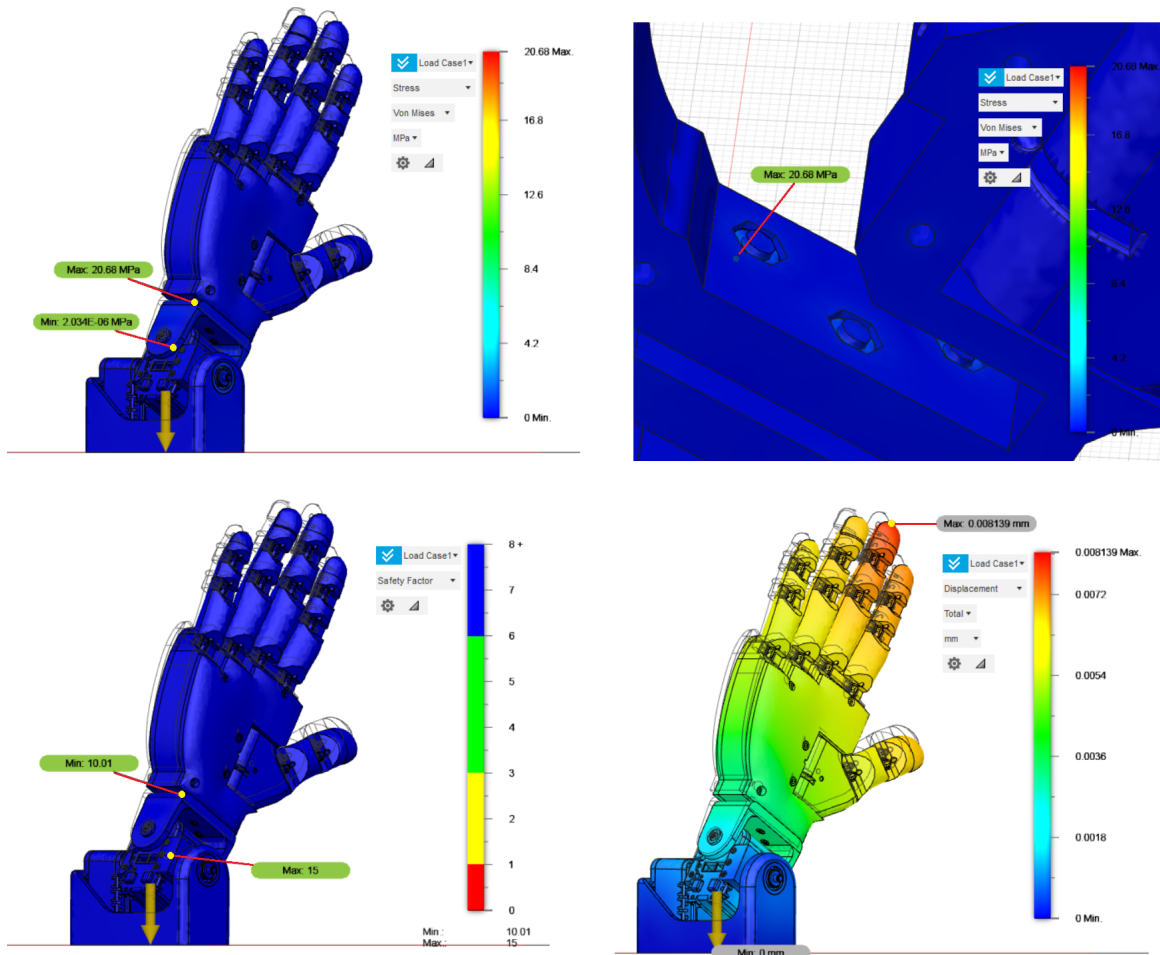 Load Case1
Stress
Von Mises
MPa
20.68 Max.
16.8
12.6
8.4
4.2
0 Min.
Max: 20.68 MPa
Min: 2.034E-06 MPa
Load Case1
Stress
Von Mises
MPa
20.68 Max.
16.8
12.6
8.4
4.2
0 Min.
Max: 20.68 MPa
Load Case1
Safety Factor
8 +
7
6
5
4
3
2
1
0
Min: 10.01
Max: 15
Min.: 10.01
Max.: 15
Max: 0.008139 mm
Load Case1
Displacement
Total
mm
0.008139 Max.
0.0072
0.0054
0.0036
0.0018
0 Min.
Min: 0 mm